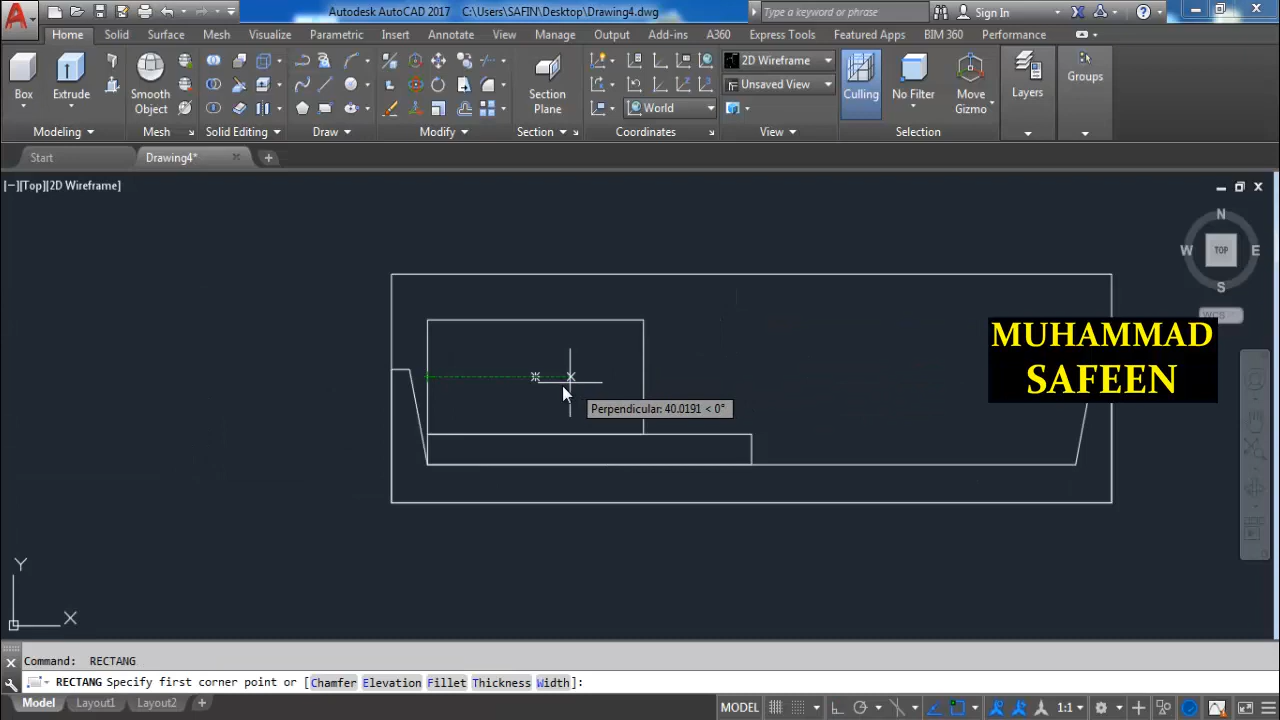 Autodesk AutoCAD 2017 C:\Users\SAFIN\Desktop\Drawing4.dwg
Type a keyword or phrase
Sign In
Home Solid Surface Mesh Visualize Parametric Insert Annotate View Manage Output Add-ins A360 Express Tools Featured Apps BIM 360 Performance
Box
Extrude
Smooth
Object
Section
Plane
World
2D Wireframe
Unsaved View
Culling
No Filter
Move
Gizmo
Layers
Groups
Modeling
Mesh
Solid Editing
Draw
Modify
Section
Coordinates
View
Selection
Start
Drawing4*
[−][Top][2D Wireframe]
N
W
TOP
E
S
WCS
MUHAMMAD
SAFEEN
Perpendicular: 40.0191 < 0°
Y
X
Command: RECTANG
RECTANG Specify first corner point or [Chamfer Elevation Fillet Thickness Width]:
Model Layout1 Layout2 +
MODEL
1:1